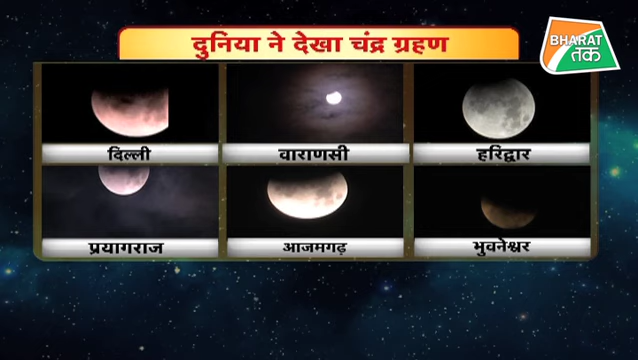 दुनिया ने देखा चंद्र ग्रहण
BHARAT
तक
दिल्ली
वाराणसी
हरिद्वार
प्रयागराज
आजमगढ़
भुवनेश्वर